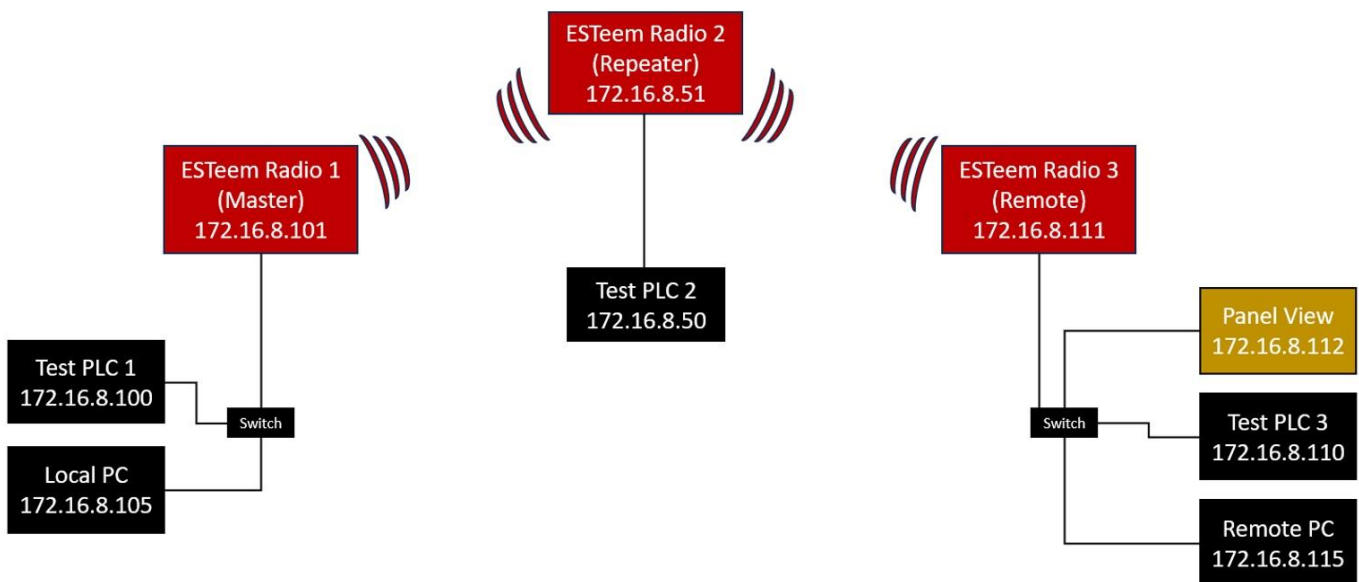 ESTeem Radio 2
(Repeater)
172.16.8.51
ESTeem Radio 1
(Master)
172.16.8.101
ESTeem Radio 3
(Remote)
172.16.8.111
Test PLC 2
172.16.8.50
Panel View
172.16.8.112
Test PLC 1
172.16.8.100
Switch
Switch
Test PLC 3
172.16.8.110
Local PC
172.16.8.105
Remote PC
172.16.8.115